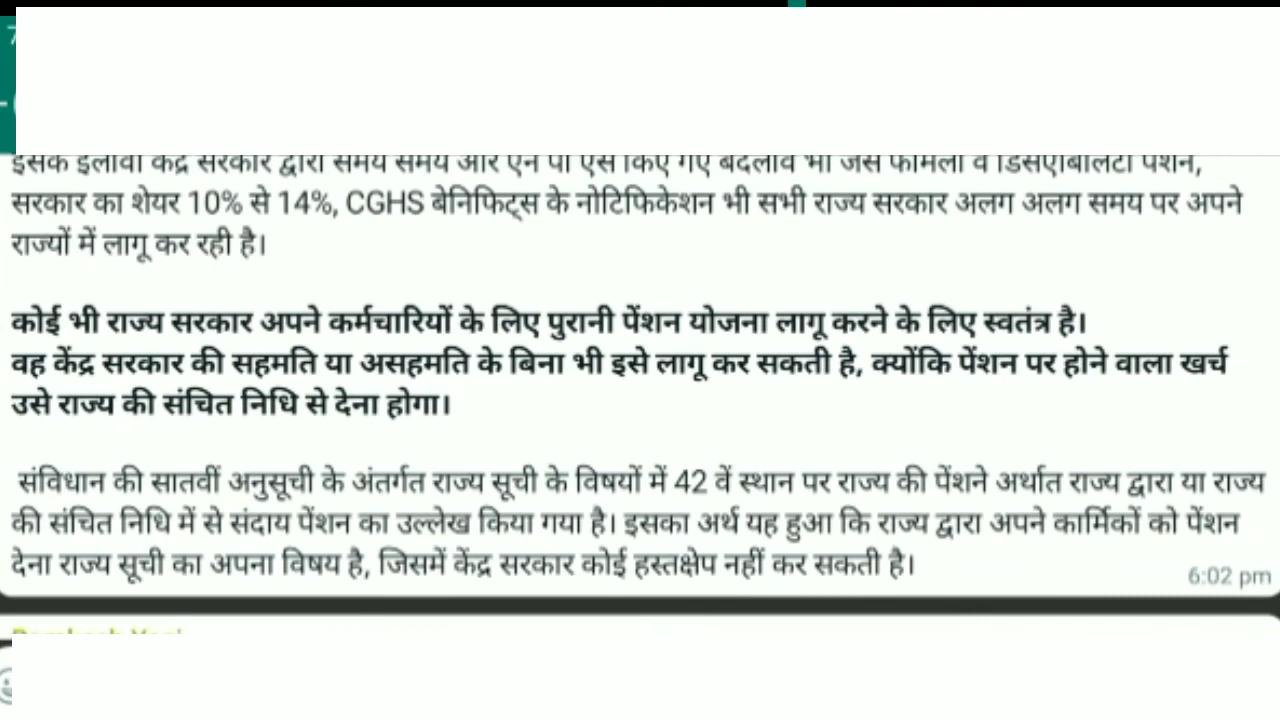 इसके इलावा केंद्र सरकार द्वारा समय समय और एन पी एस किए गए बदलाव भी जैसे फॅमिली व डिसएबिलिटी पेंशन,
सरकार का शेयर 10% से 14%, CGHS बेनिफिट्स के नोटिफिकेशन भी सभी राज्य सरकार अलग अलग समय पर अपने
राज्यों में लागू कर रही है।
कोई भी राज्य सरकार अपने कर्मचारियों के लिए पुरानी पेंशन योजना लागू करने के लिए स्वतंत्र है।
वह केंद्र सरकार की सहमति या असहमति के बिना भी इसे लागू कर सकती है, क्योंकि पेंशन पर होने वाला खर्च
उसे राज्य की संचित निधि से देना होगा।
संविधान की सातवीं अनुसूची के अंतर्गत राज्य सूची के विषयों में 42 वें स्थान पर राज्य की पेंशने अर्थात राज्य द्वारा या राज्य
की संचित निधि में से संदाय पेंशन का उल्लेख किया गया है। इसका अर्थ यह हुआ कि राज्य द्वारा अपने कार्मिकों को पेंशन
देना राज्य सूची का अपना विषय है, जिसमें केंद्र सरकार कोई हस्तक्षेप नहीं कर सकती है।
6:02 pm